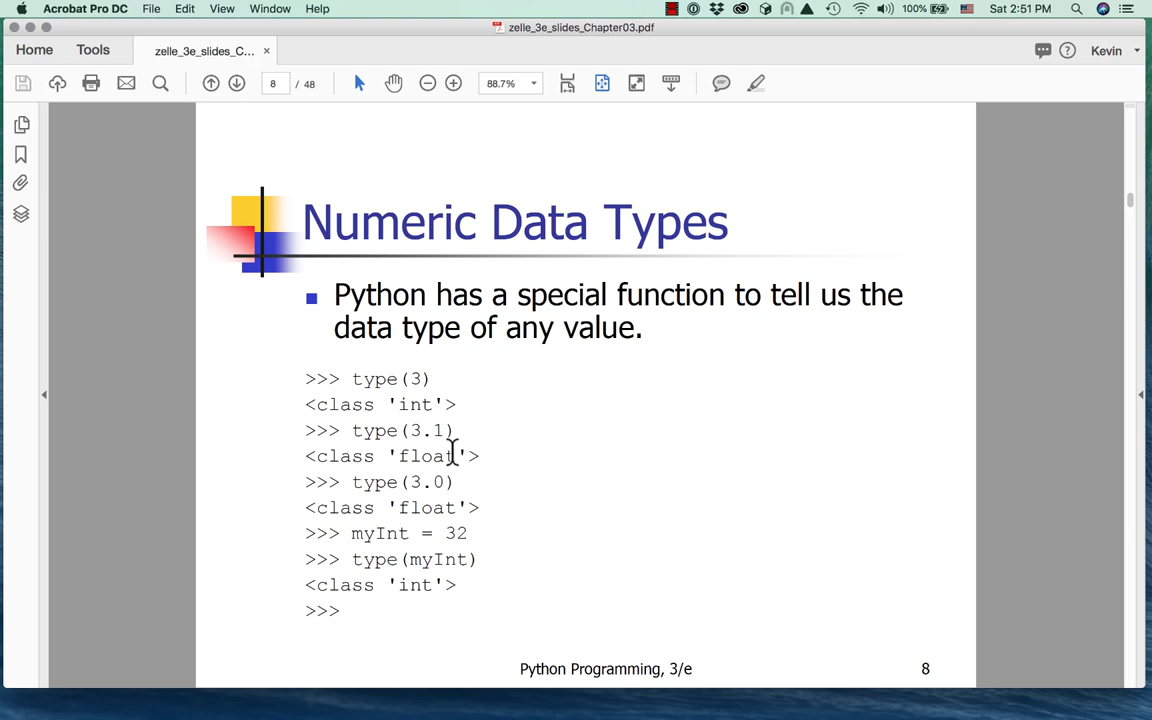 Acrobat Pro DC File Edit View Window Help 100% Sat 2:51 PM
zelle_3e_slides_Chapter03.pdf
Home Tools zelle_3e_slides_C... × Kevin
8 / 48 88.7%
Numeric Data Types
Python has a special function to tell us the
data type of any value.
>>> type(3)
<class 'int'>
>>> type(3.1)
<class 'float'>
>>> type(3.0)
<class 'float'>
>>> myInt = 32
>>> type(myInt)
<class 'int'>
>>>
Python Programming, 3/e 8